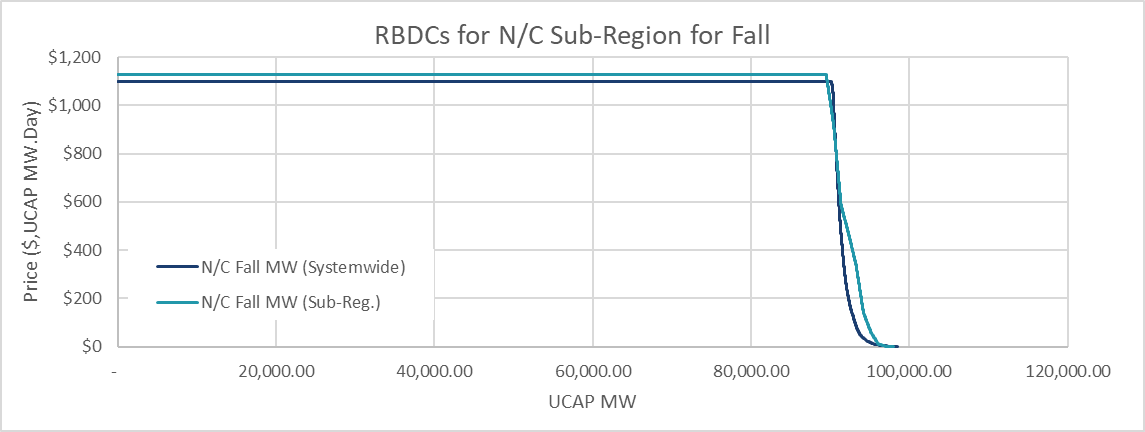 RBDCs for N/C Sub-Region for Fall
$1,200
$1,000
$800
$600
$400
$200
$0
Price ($,UCAP MW.Day)
N/C Fall MW (Systemwide)
N/C Fall MW (Sub-Reg.)
- 20,000.00 40,000.00 60,000.00 80,000.00 100,000.00 120,000.00
UCAP MW